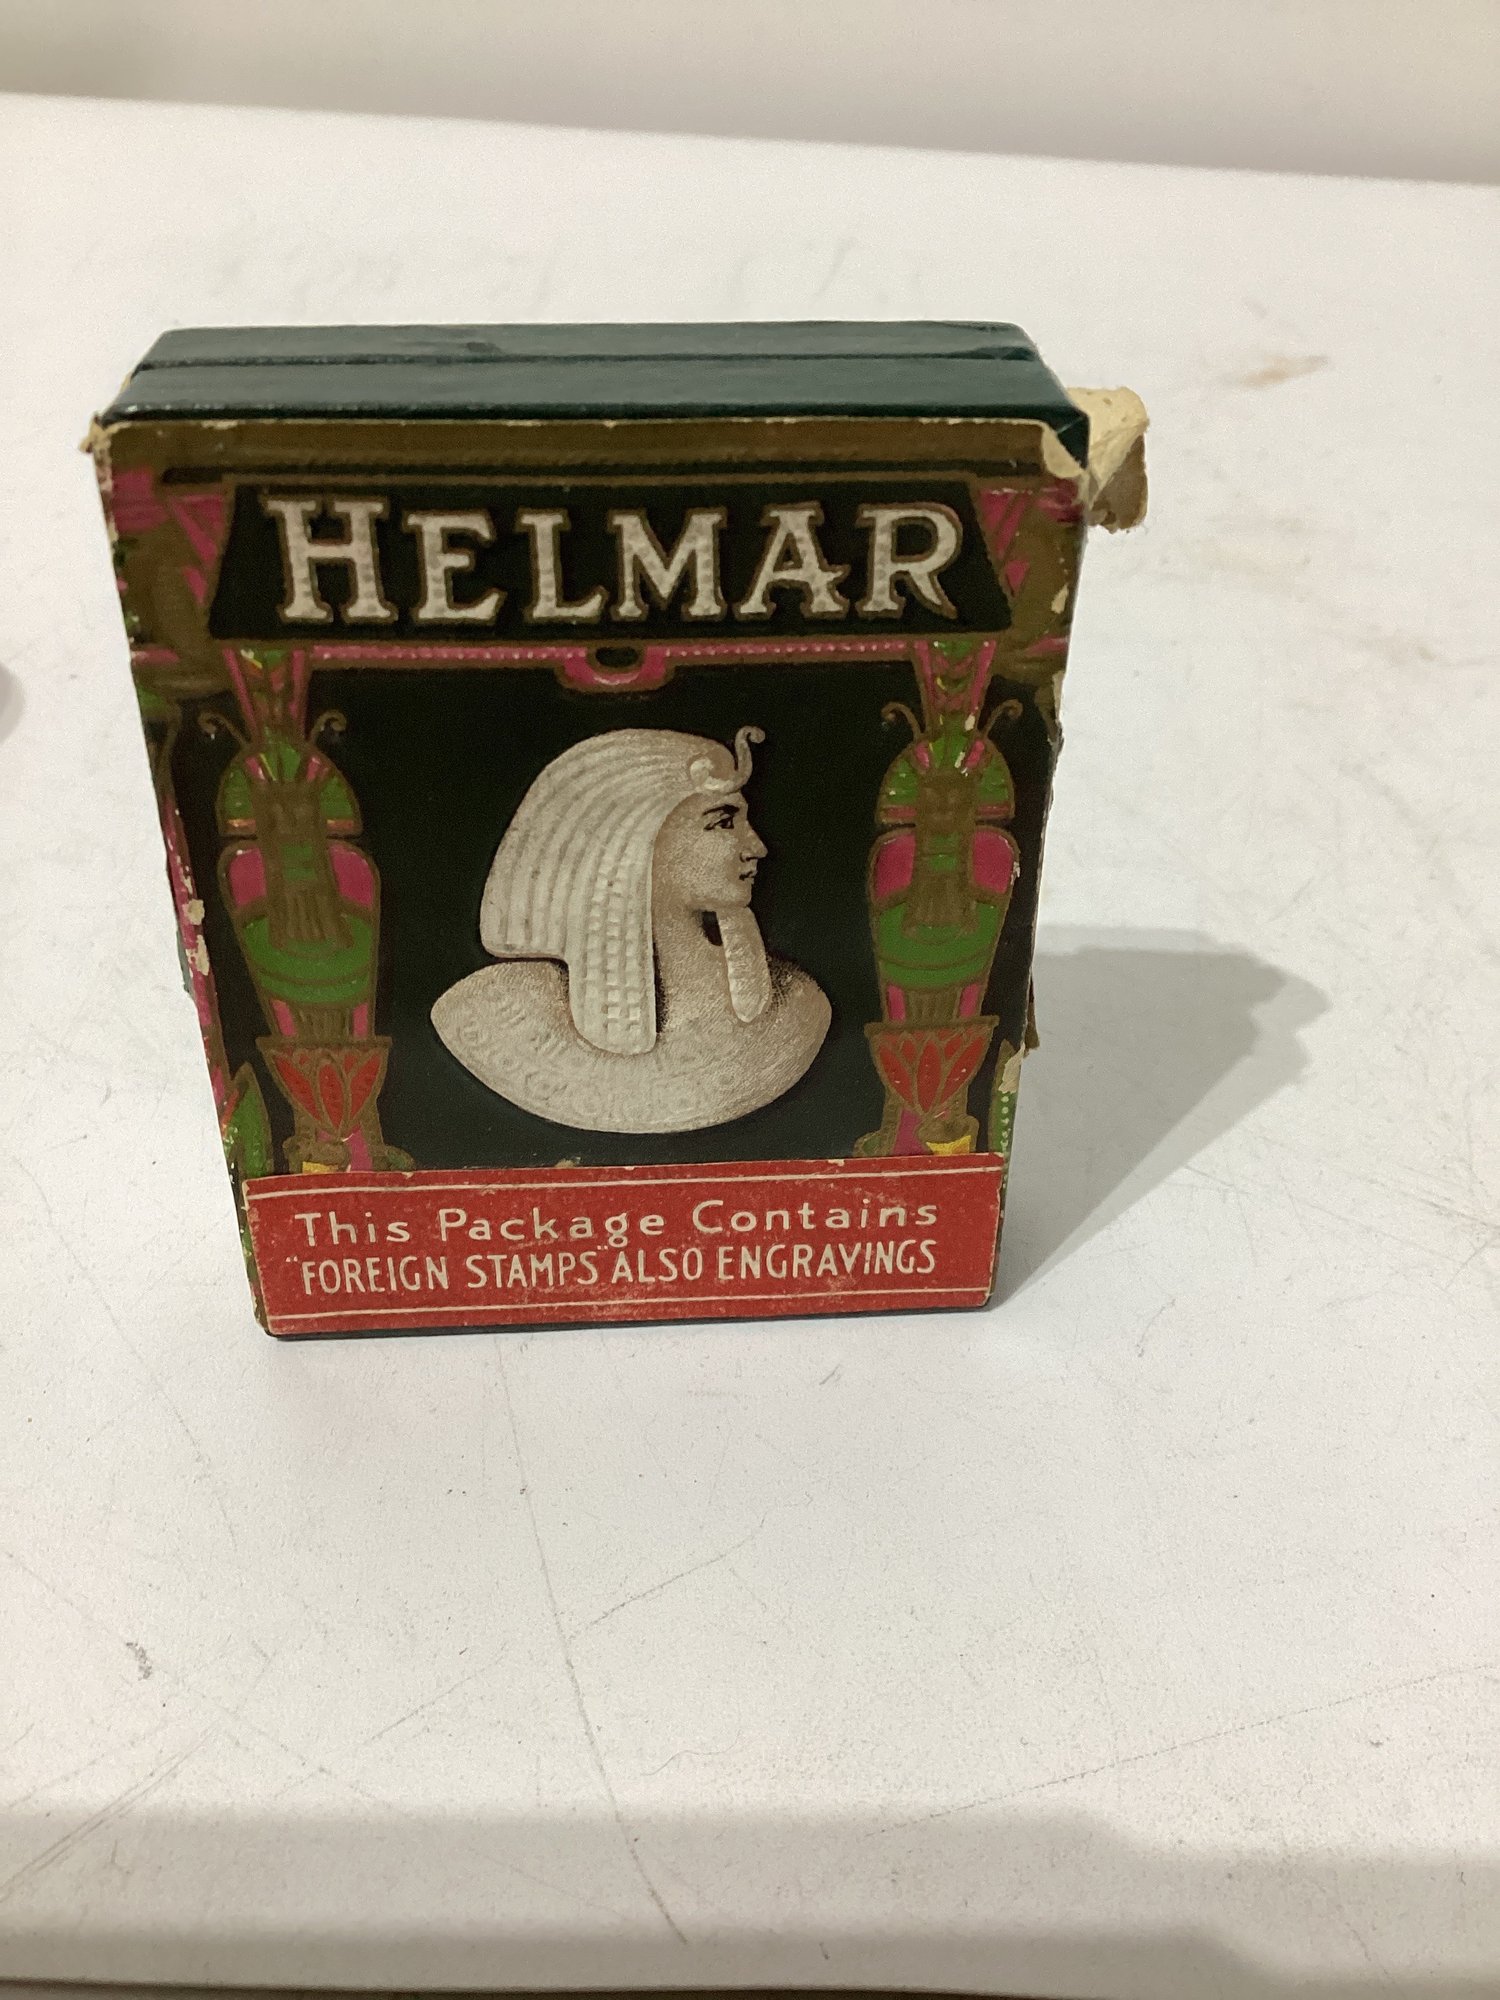 HELMAR
This Package Contains
"FOREIGN STAMPS" ALSO ENGRAVINGS